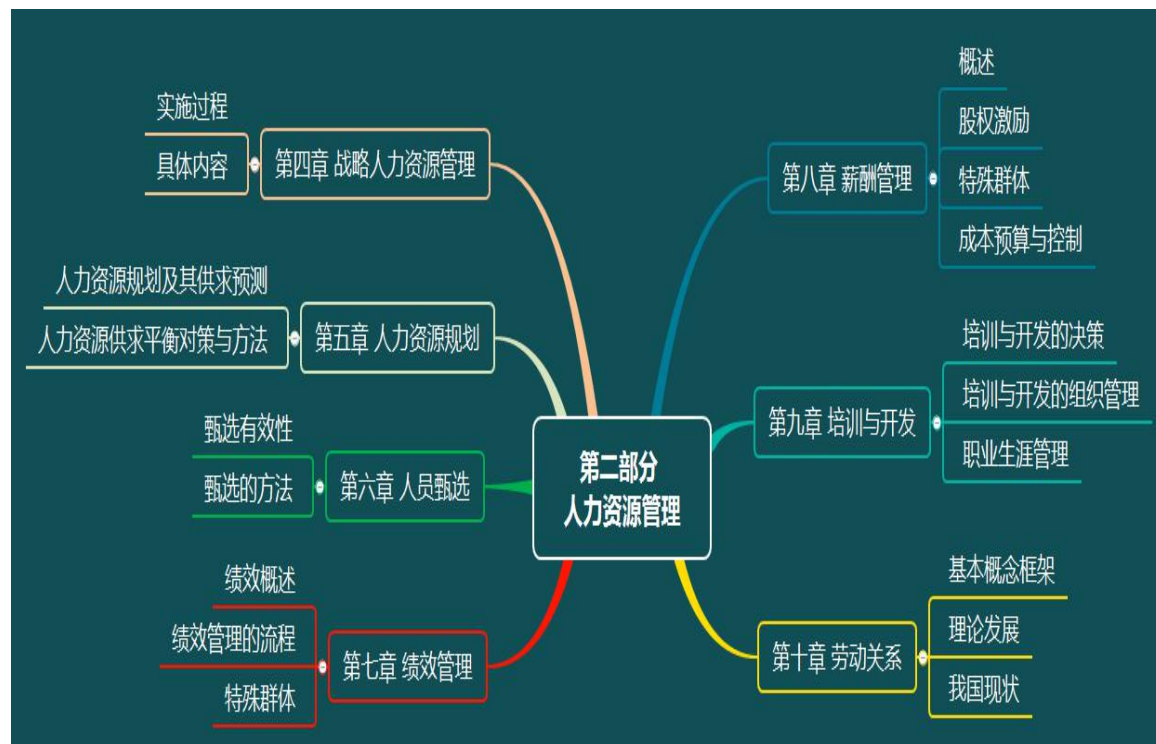 第二部分
人力资源管理
第四章 战略人力资源管理
实施过程
具体内容
第五章 人力资源规划
人力资源规划及其供求预测
人力资源供求平衡对策与方法
第六章 人员甄选
甄选有效性
甄选的方法
第七章 绩效管理
绩效概述
绩效管理的流程
特殊群体
第八章 薪酬管理
概述
股权激励
特殊群体
成本预算与控制
第九章 培训与开发
培训与开发的决策
培训与开发的组织管理
职业生涯管理
第十章 劳动关系
基本概念框架
理论发展
我国现状